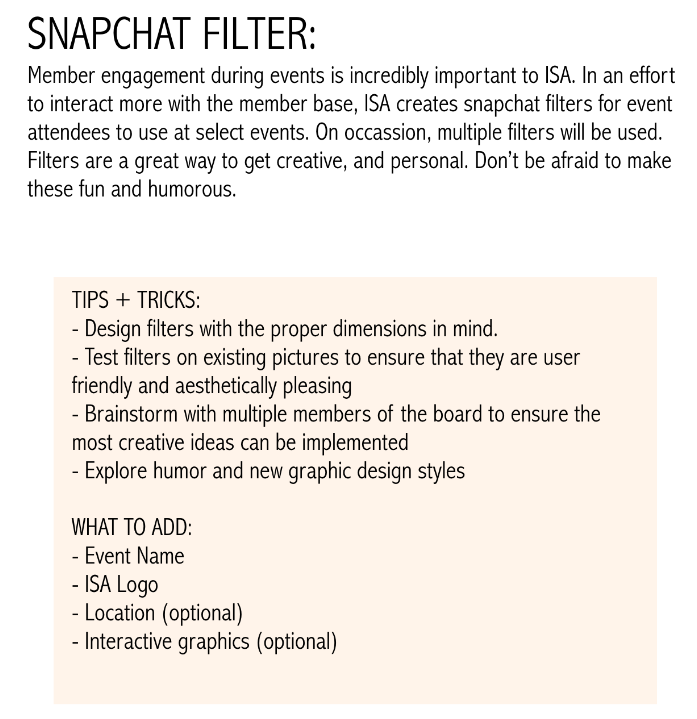 SNAPCHAT FILTER:
Member engagement during events is incredibly important to ISA. In an effort
to interact more with the member base, ISA creates snapchat filters for event
attendees to use at select events. On occassion, multiple filters will be used.
Filters are a great way to get creative, and personal. Don't be afraid to make
these fun and humorous.
TIPS + TRICKS:
- Design filters with the proper dimensions in mind.
- Test filters on existing pictures to ensure that they are user
friendly and aesthetically pleasing
- Brainstorm with multiple members of the board to ensure the
most creative ideas can be implemented
- Explore humor and new graphic design styles
WHAT TO ADD:
- Event Name
- ISA Logo
- Location (optional)
- Interactive graphics (optional)